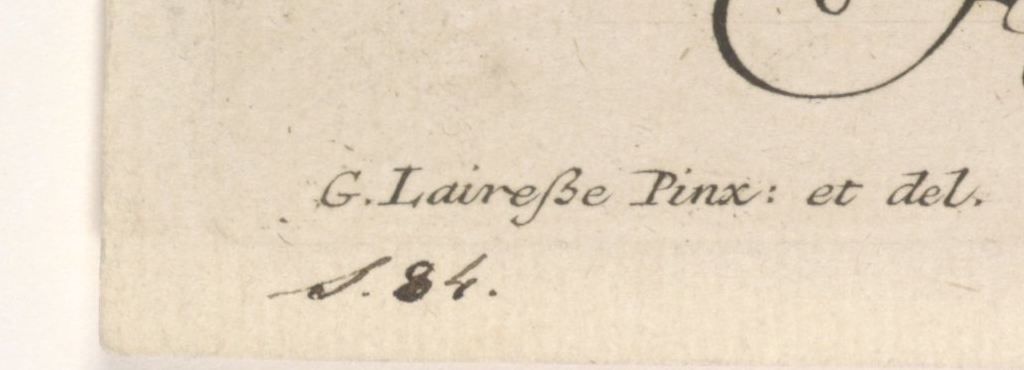 G. Laireße Pinx: et del.
S. 84.